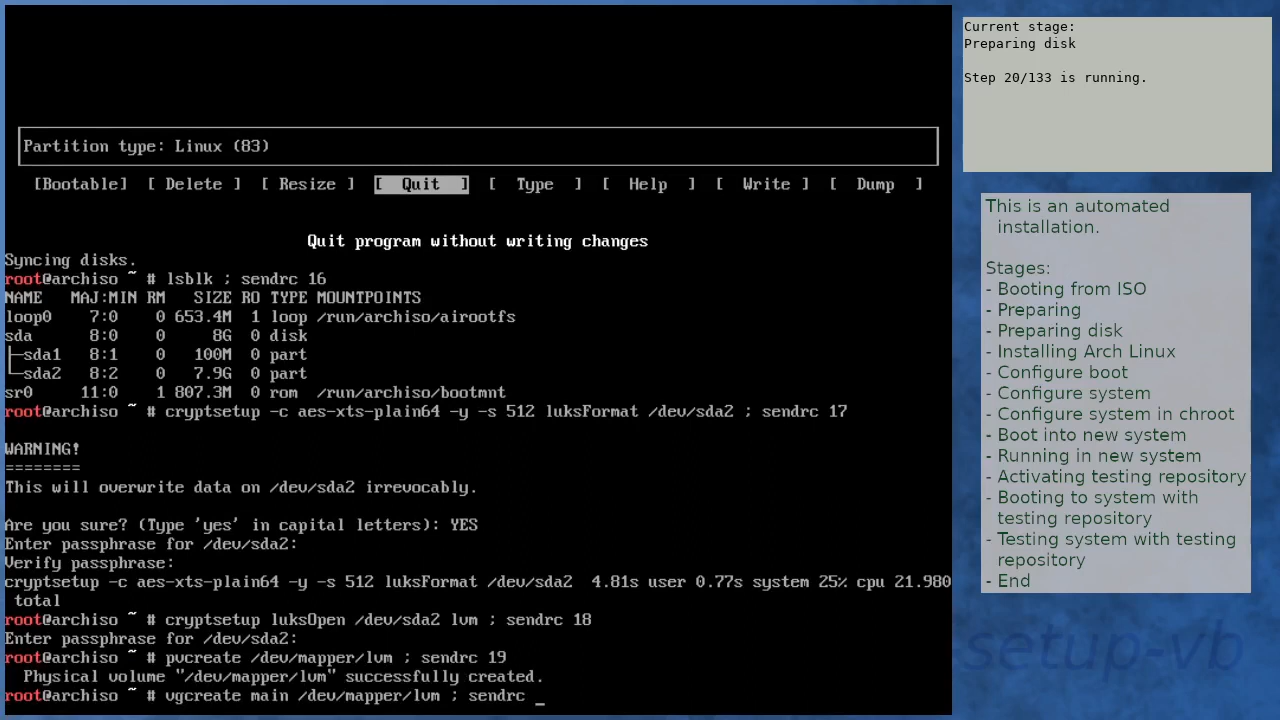 Partition type: Linux (83)
[Bootable] [ Delete ] [ Resize ] [ Quit ] [ Type ] [ Help ] [ Write ] [ Dump ]
Quit program without writing changes
Syncing disks.
root@archiso ~ # lsblk ; sendrc 16
NAME MAJ:MIN RM SIZE RO TYPE MOUNTPOINTS
loop0 7:0 0 653.4M 1 loop /run/archiso/airootfs
sda 8:0 0 8G 0 disk
├─sda1 8:1 0 100M 0 part
└─sda2 8:2 0 7.9G 0 part
sr0 11:0 1 807.3M 0 rom /run/archiso/bootmnt
root@archiso ~ # cryptsetup -c aes-xts-plain64 -y -s 512 luksFormat /dev/sda2 ; sendrc 17
WARNING!
========
This will overwrite data on /dev/sda2 irrevocably.
Are you sure? (Type 'yes' in capital letters): YES
Enter passphrase for /dev/sda2:
Verify passphrase:
cryptsetup -c aes-xts-plain64 -y -s 512 luksFormat /dev/sda2 4.81s user 0.77s system 25% cpu 21.980
total
root@archiso ~ # cryptsetup luksOpen /dev/sda2 lvm ; sendrc 18
Enter passphrase for /dev/sda2:
root@archiso ~ # pvcreate /dev/mapper/lvm ; sendrc 19
Physical volume "/dev/mapper/lvm" successfully created.
root@archiso ~ # vgcreate main /dev/mapper/lvm ; sendrc _
Current stage:
Preparing disk
Step 20/133 is running.
This is an automated
installation.
Stages:
- Booting from ISO
- Preparing
- Preparing disk
- Installing Arch Linux
- Configure boot
- Configure system
- Configure system in chroot
- Boot into new system
- Running in new system
- Activating testing repository
- Booting to system with
testing repository
- Testing system with testing
repository
- End
setup-vb